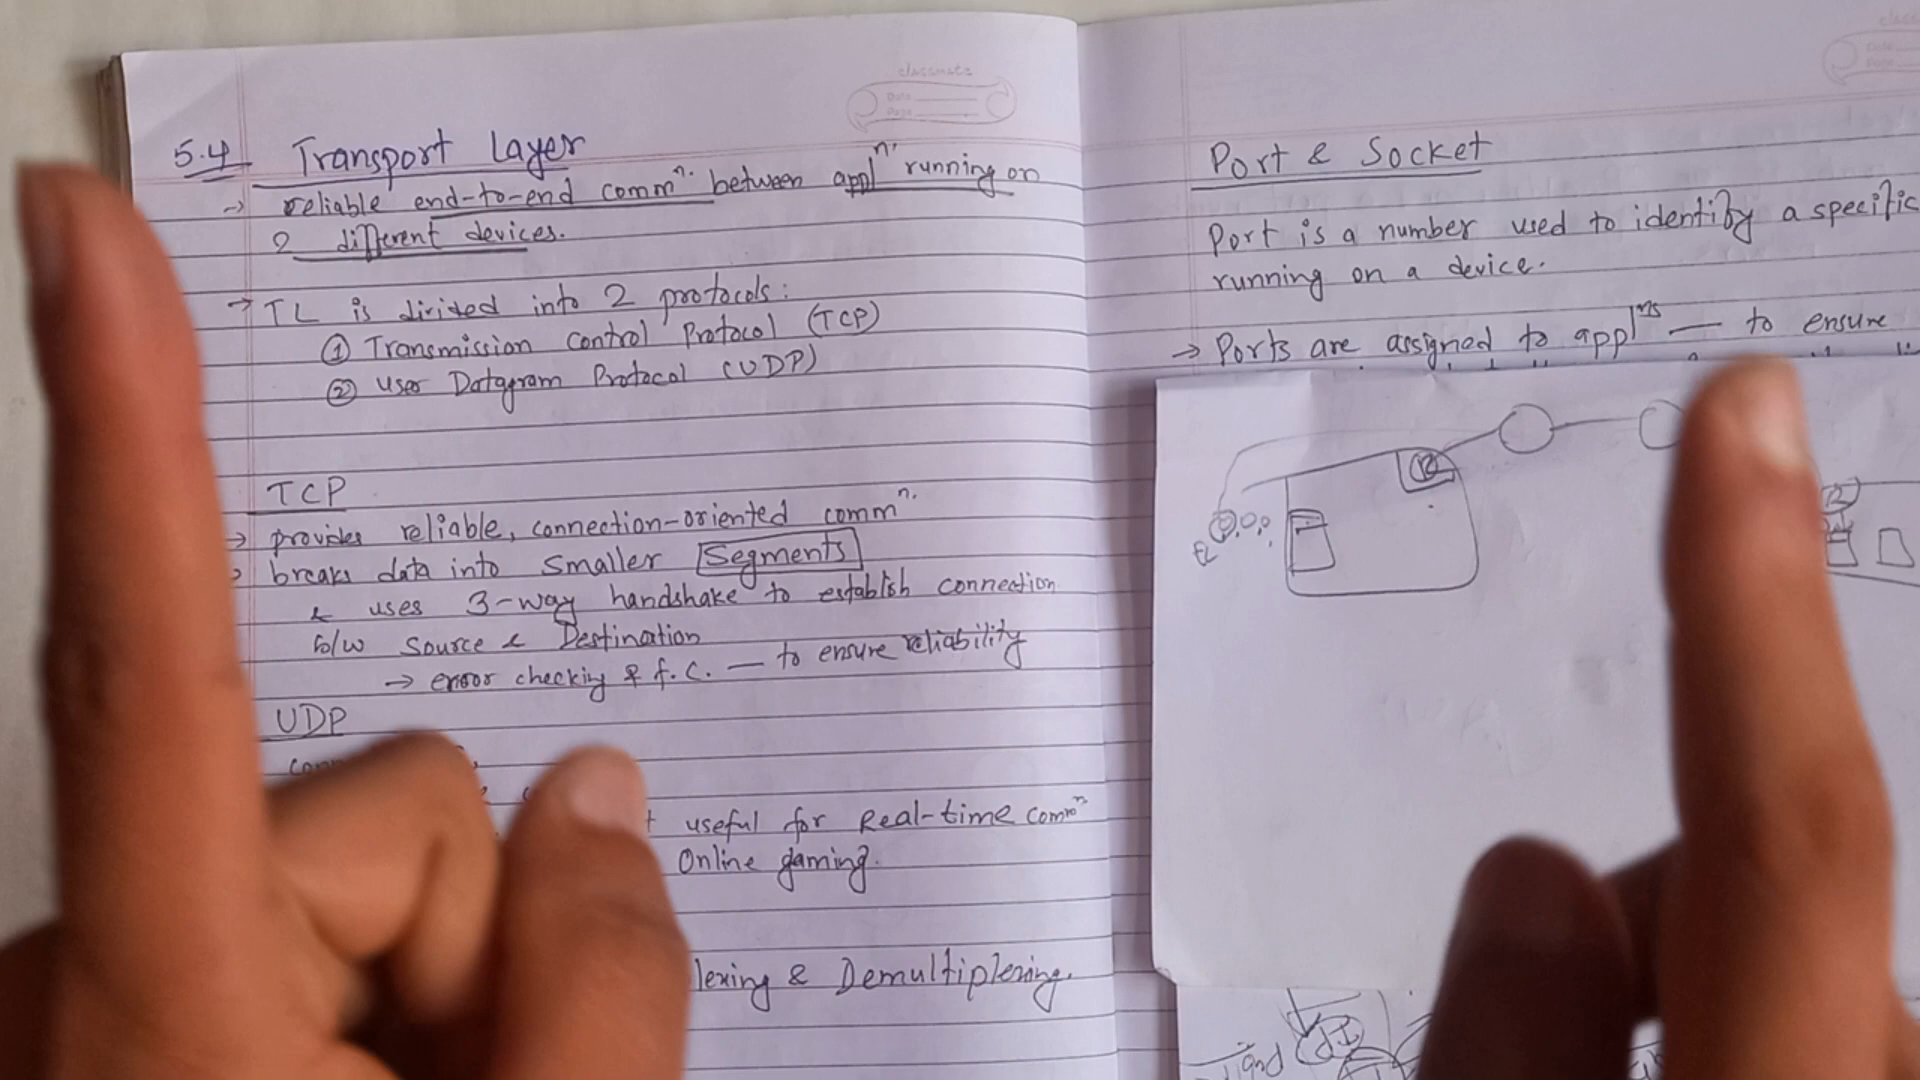 classmate
Date
Page
5.4 Transport Layer
→ reliable end-to-end commⁿ. between applⁿ. running on
2 different devices.
→ TL is divided into 2 protocols:
① Transmission Control Protocol (TCP)
② User Datagram Protocol (UDP)
TCP
→ provides reliable, connection-oriented commⁿ.
→ breaks data into smaller Segments
& uses 3-way handshake to establish connection
b/w Source & Destination
→ error checking & f.c. — to ensure reliability
UDP
useful for Real-time commⁿ
Online gaming.
lexing & Demultiplexing.
Port & Socket
Port is a number used to identify a specific
running on a device.
→ Ports are assigned to applⁿˢ — to ensure
R